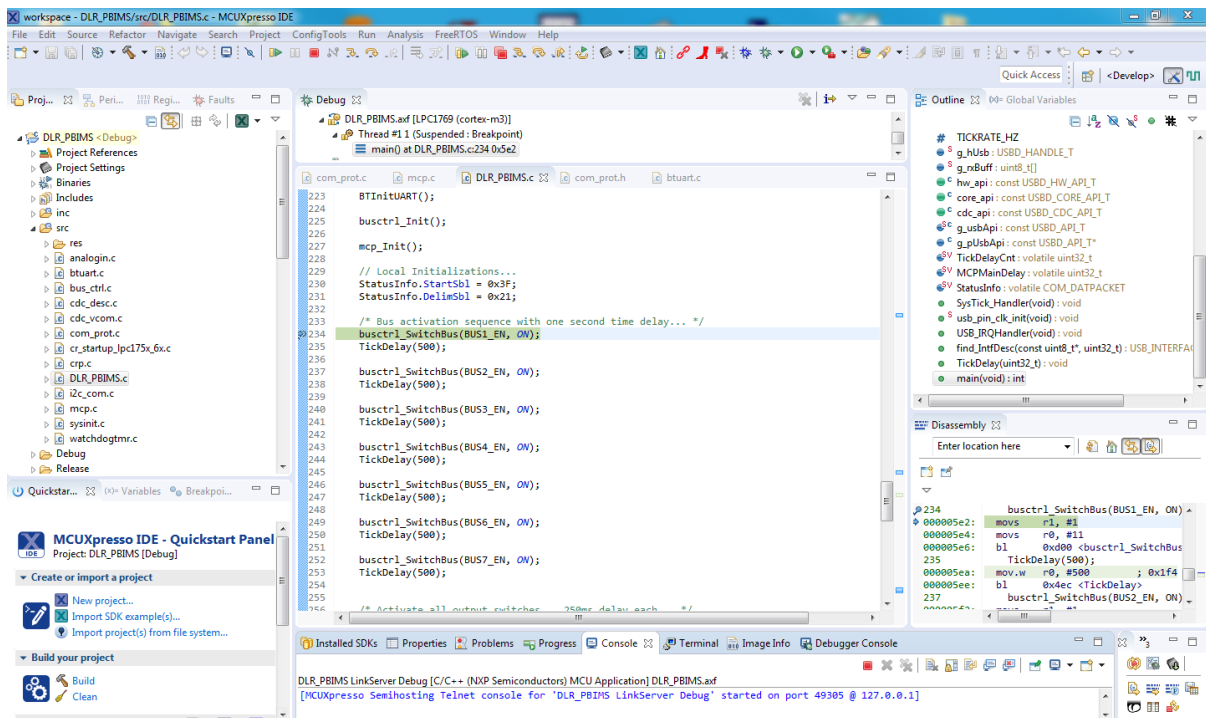 workspace - DLR_PBIMS/src/DLR_PBIMS.c - MCUXpresso IDE
File Edit Source Refactor Navigate Search Project ConfigTools Run Analysis FreeRTOS Window Help
Quick Access
<Develop>
Proj... Peri... Regi... Faults
DLR_PBIMS <Debug>
Project References
Project Settings
Binaries
Includes
inc
src
res
analogin.c
btuart.c
bus_ctrl.c
cdc_desc.c
cdc_vcom.c
com_prot.c
cr_startup_lpc175x_6x.c
crp.c
DLR_PBIMS.c
i2c_com.c
mcp.c
sysinit.c
watchdogtmr.c
Debug
Release
Quickstar... (x)= Variables Breakpoi...
MCUXpresso IDE - Quickstart Panel
IDE
Project: DLR_PBIMS [Debug]
Create or import a project
New project...
Import SDK example(s)...
Import project(s) from file system...
Build your project
Build
Clean
Debug
DLR_PBIMS.axf [LPC1769 (cortex-m3)]
Thread #1 1 (Suspended : Breakpoint)
main() at DLR_PBIMS.c:234 0x5e2
com_prot.c mcp.c DLR_PBIMS.c com_prot.h btuart.c
223 BTInitUART();
224
225 busctrl_Init();
226
227 mcp_Init();
228
229 // Local Initializations...
230 StatusInfo.StartSbl = 0x3F;
231 StatusInfo.DelimSbl = 0x21;
232
233 /* Bus activation sequence with one second time delay... */
234 busctrl_SwitchBus(BUS1_EN, ON);
235 TickDelay(500);
236
237 busctrl_SwitchBus(BUS2_EN, ON);
238 TickDelay(500);
239
240 busctrl_SwitchBus(BUS3_EN, ON);
241 TickDelay(500);
242
243 busctrl_SwitchBus(BUS4_EN, ON);
244 TickDelay(500);
245
246 busctrl_SwitchBus(BUS5_EN, ON);
247 TickDelay(500);
248
249 busctrl_SwitchBus(BUS6_EN, ON);
250 TickDelay(500);
251
252 busctrl_SwitchBus(BUS7_EN, ON);
253 TickDelay(500);
254
255
256 /* Activate all output switches... 250ms delay each... */
Outline (x)= Global Variables
# TICKRATE_HZ
g_hUsb : USBD_HANDLE_T
g_rxBuff : uint8_t[]
hw_api : const USBD_HW_API_T
core_api : const USBD_CORE_API_T
cdc_api : const USBD_CDC_API_T
g_usbApi : const USBD_API_T
g_pUsbApi : const USBD_API_T*
TickDelayCnt : volatile uint32_t
MCPMainDelay : volatile uint32_t
StatusInfo : volatile COM_DATPACKET
SysTick_Handler(void) : void
usb_pin_clk_init(void) : void
USB_IRQHandler(void) : void
find_IntfDesc(const uint8_t*, uint32_t) : USB_INTERFA
TickDelay(uint32_t) : void
main(void) : int
Disassembly
Enter location here
234 busctrl_SwitchBus(BUS1_EN, ON)
000005e2: movs r1, #1
000005e4: movs r0, #11
000005e6: bl 0xd00 <busctrl_SwitchBus
235 TickDelay(500);
000005ea: mov.w r0, #500 ; 0x1f4
000005ee: bl 0x4ec <TickDelay>
237 busctrl_SwitchBus(BUS2_EN, ON)
Installed SDKs Properties Problems Progress Console Terminal Image Info Debugger Console
DLR_PBIMS LinkServer Debug [C/C++ (NXP Semiconductors) MCU Application] DLR_PBIMS.axf
[MCUXpresso Semihosting Telnet console for 'DLR_PBIMS LinkServer Debug' started on port 49305 @ 127.0.0.1]